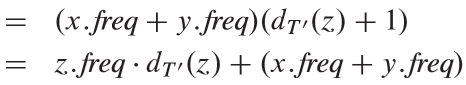 = (x.freq + y.freq)(d_{T′}(z) + 1)
= z.freq · d_{T′}(z) + (x.freq + y.freq)